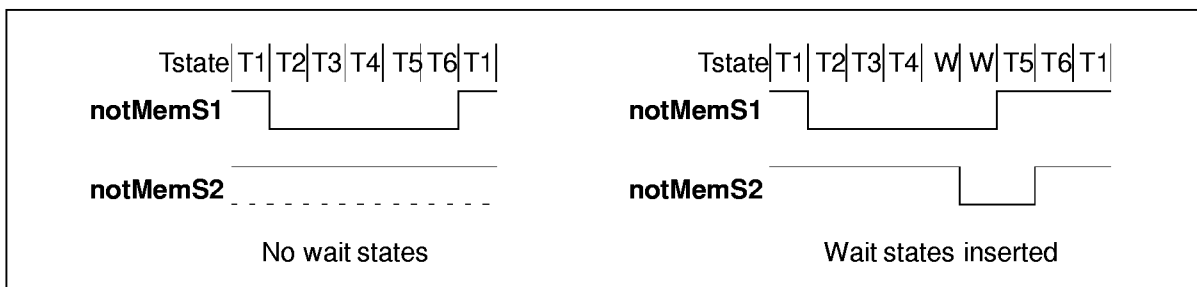 Tstate T1 T2 T3 T4 T5 T6 T1
notMemS1
notMemS2
No wait states
Tstate T1 T2 T3 T4 W W T5 T6 T1
notMemS1
notMemS2
Wait states inserted